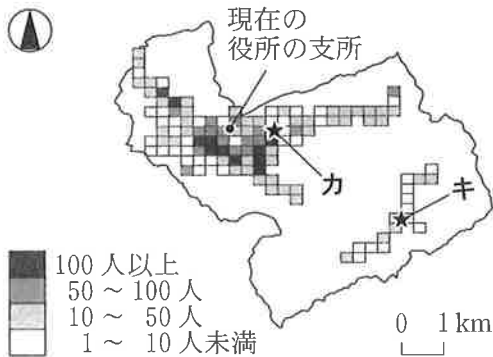 現在の
役所の支所
カ
キ
100 人以上
50 ～ 100 人
10 ～ 50 人
1 ～ 10 人未満
0 1 km